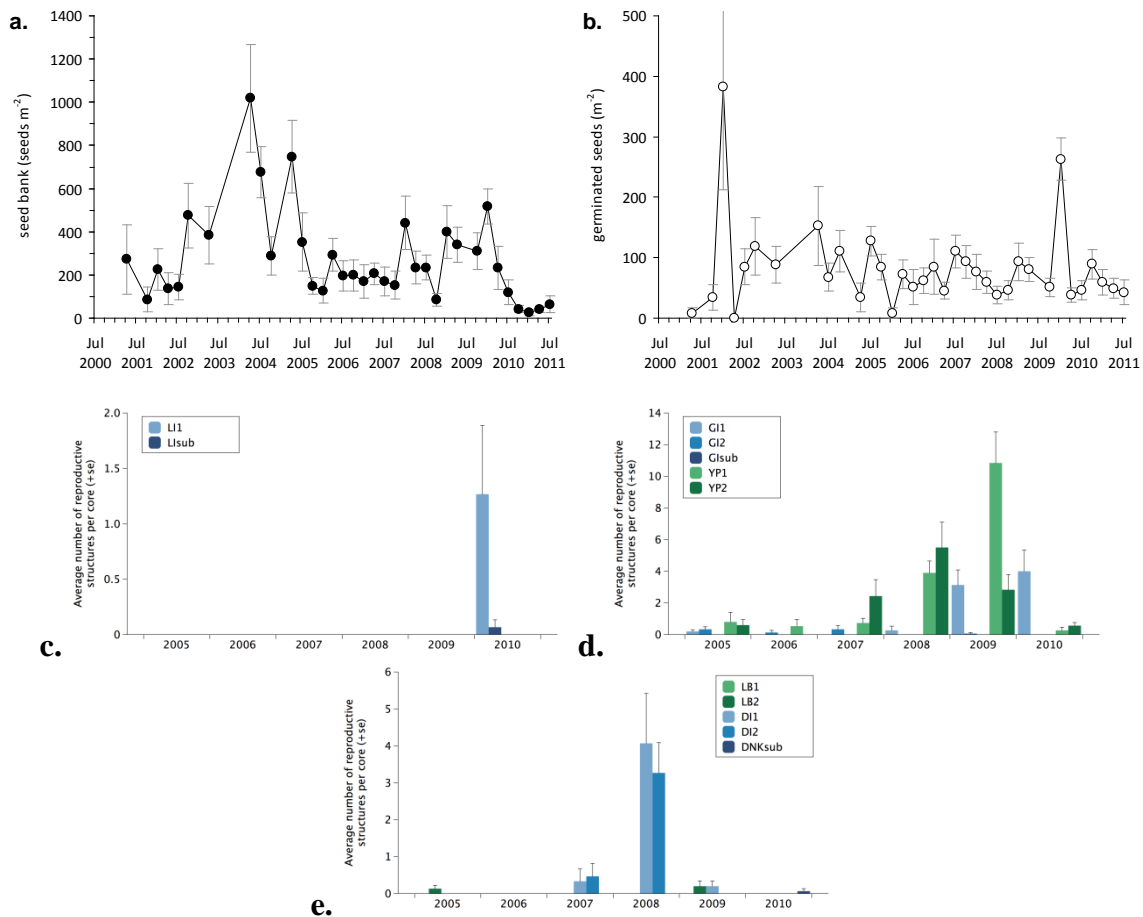 a.
seed bank (seeds m⁻²)
1400
1200
1000
800
600
400
200
0
Jul Jul Jul Jul Jul Jul Jul Jul Jul Jul Jul Jul
2000 2001 2002 2003 2004 2005 2006 2007 2008 2009 2010 2011
b.
germinated seeds (m⁻²)
500
400
300
200
100
0
Jul Jul Jul Jul Jul Jul Jul Jul Jul Jul Jul Jul
2000 2001 2002 2003 2004 2005 2006 2007 2008 2009 2010 2011
c.
Average number of reproductive
structures per core (+se)
2.0
1.5
1.0
0.5
0
LI1
LIsub
2005 2006 2007 2008 2009 2010
d.
Average number of reproductive
structures per core (+se)
14
12
10
8
6
4
2
0
GI1
GI2
GIsub
YP1
YP2
2005 2006 2007 2008 2009 2010
e.
Average number of reproductive
structures per core (+se)
6
5
4
3
2
1
0
LB1
LB2
DI1
DI2
DNKsub
2005 2006 2007 2008 2009 2010